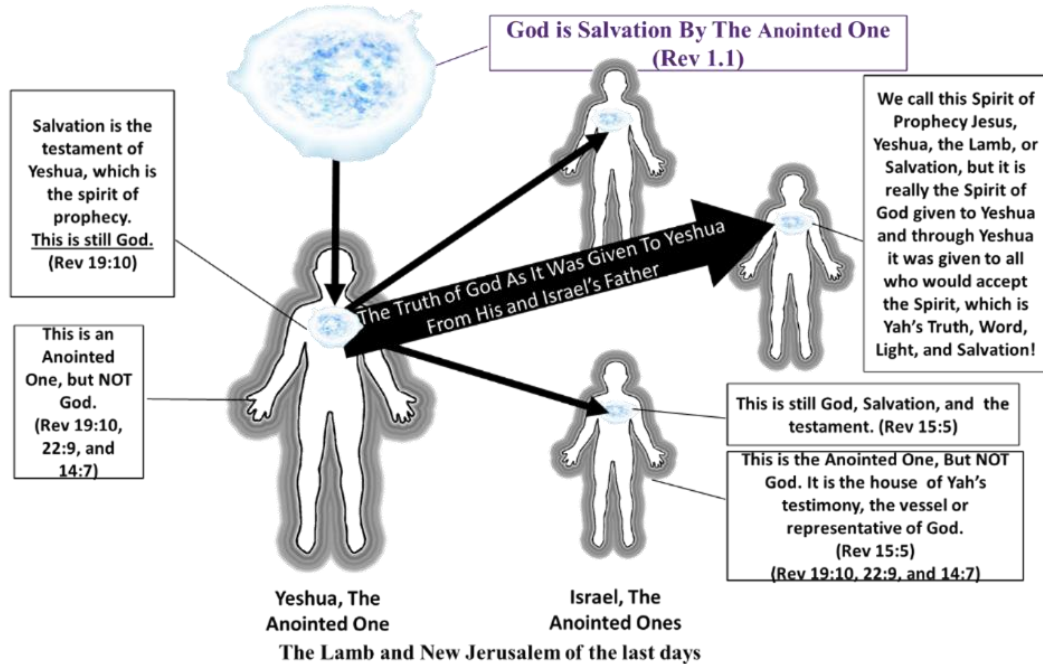 God is Salvation By The Anointed One
(Rev 1.1)
Salvation is the
testament of
Yeshua, which is
the spirit of
prophecy.
This is still God.
(Rev 19:10)
This is an
Anointed
One, but NOT
God.
(Rev 19:10,
22:9, and
14:7)
The Truth of God As It Was Given To Yeshua
From His and Israel's Father
We call this Spirit of
Prophecy Jesus,
Yeshua, the Lamb, or
Salvation, but it is
really the Spirit of
God given to Yeshua
and through Yeshua
it was given to all
who would accept
the Spirit, which is
Yah's Truth, Word,
Light, and Salvation!
This is still God, Salvation, and the
testament. (Rev 15:5)
This is the Anointed One, But NOT
God. It is the house of Yah's
testimony, the vessel or
representative of God.
(Rev 15:5)
(Rev 19:10, 22:9, and 14:7)
Yeshua, The
Anointed One
Israel, The
Anointed Ones
The Lamb and New Jerusalem of the last days